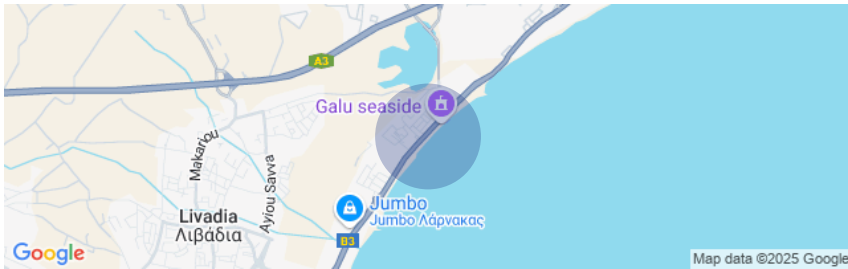 A3
Galu seaside
Makariou
Ayiou Savva
Livadia
Λιβάδια
Jumbo
Jumbo Λάρνακας
B3
Google
Map data ©2025 Google